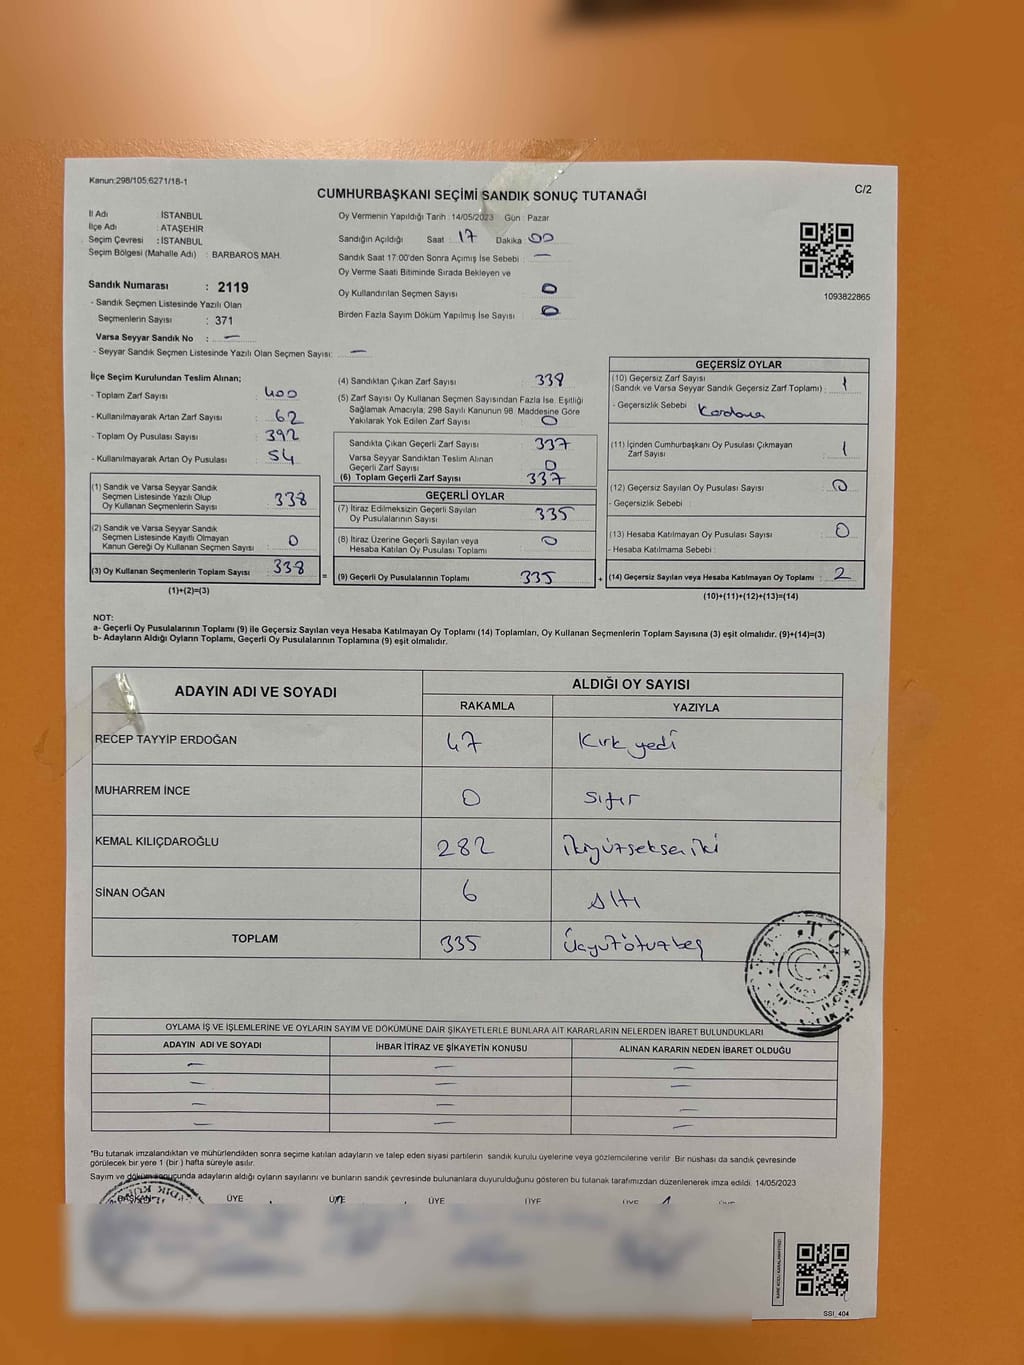 Kanun:298/105;6271/18-1
C/2
CUMHURBAŞKANI SEÇİMİ SANDIK SONUÇ TUTANAĞI
İl Adı : İSTANBUL
İlçe Adı : ATAŞEHİR
Seçim Çevresi : İSTANBUL
Seçim Bölgesi (Mahalle Adı) : BARBAROS MAH.
Sandık Numarası : 2119
- Sandık Seçmen Listesinde Yazılı Olan
Seçmenlerin Sayısı : 371
Varsa Seyyar Sandık No : —
- Seyyar Sandık Seçmen Listesinde Yazılı Olan Seçmen Sayısı: —
Oy Vermenin Yapıldığı Tarih : 14/05/2023 Gün : Pazar
Sandığın Açıldığı Saat : 17 Dakika : 00
Sandık Saat 17:00'den Sonra Açımış İse Sebebi : —
Oy Verme Saati Bitiminde Sırada Bekleyen ve
Oy Kullandırılan Seçmen Sayısı : 0
Birden Fazla Sayım Döküm Yapılmış İse Sayısı : 0
1093822865
İlçe Seçim Kurulundan Teslim Alınan;
- Toplam Zarf Sayısı : 400
- Kullanılmayarak Artan Zarf Sayısı : 62
- Toplam Oy Pusulası Sayısı : 392
- Kullanılmayarak Artan Oy Pusulası : 54
(1) Sandık ve Varsa Seyyar Sandık
Seçmen Listesinde Yazılı Olup
Oy Kullanan Seçmenlerin Sayısı : 338
(2) Sandık ve Varsa Seyyar Sandık
Seçmen Listesinde Kayıtlı Olmayan
Kanun Gereği Oy Kullanan Seçmen Sayısı : 0
(3) Oy Kullanan Seçmenlerin Toplam Sayısı : 338
(1)+(2)=(3)
(4) Sandıktan Çıkan Zarf Sayısı : 338
(5) Zarf Sayısı Oy Kullanan Seçmen Sayısından Fazla İse, Eşitliği
Sağlamak Amacıyla, 298 Sayılı Kanunun 98. Maddesine Göre
Yakılarak Yok Edilen Zarf Sayısı : 0
Sandıkta Çıkan Geçerli Zarf Sayısı : 337
Varsa Seyyar Sandıktan Teslim Alınan
Geçerli Zarf Sayısı : 0
(6) Toplam Geçerli Zarf Sayısı : 337
GEÇERLİ OYLAR
(7) İtiraz Edilmeksizin Geçerli Sayılan
Oy Pusulalarının Sayısı : 335
(8) İtiraz Üzerine Geçerli Sayılan veya
Hesaba Katılan Oy Pusulası Toplamı : 0
= (9) Geçerli Oy Pusulalarının Toplamı : 335
GEÇERSİZ OYLAR
(10) Geçersiz Zarf Sayısı
(Sandık ve Varsa Seyyar Sandık Geçersiz Zarf Toplamı) : 1
- Geçersizlik Sebebi :
(11) İçinden Cumhurbaşkanı Oy Pusulası Çıkmayan
Zarf Sayısı : 1
(12) Geçersiz Sayılan Oy Pusulası Sayısı : 0
- Geçersizlik Sebebi :
(13) Hesaba Katılmayan Oy Pusulası Sayısı : 0
- Hesaba Katılmama Sebebi :
+ (14) Geçersiz Sayılan veya Hesaba Katılmayan Oy Toplamı : 2
(10)+(11)+(12)+(13)=(14)
NOT:
a- Geçerli Oy Pusulalarının Toplamı (9) ile Geçersiz Sayılan veya Hesaba Katılmayan Oy Toplamı (14) Toplamları, Oy Kullanan Seçmenlerin Toplam Sayısına (3) eşit olmalıdır. (9)+(14)=(3)
b- Adayların Aldığı Oyların Toplamı, Geçerli Oy Pusulalarının Toplamına (9) eşit olmalıdır.
ADAYIN ADI VE SOYADI
ALDIĞI OY SAYISI
RAKAMLA YAZIYLA
RECEP TAYYİP ERDOĞAN 47 Kırk yedi
MUHARREM İNCE 0 Sıfır
KEMAL KILIÇDAROĞLU 282 İkiyüzseksen iki
SİNAN OĞAN 6 Altı
TOPLAM 335 Üçyüzotuzbeş
T.C.
OYLAMA İŞ VE İŞLEMLERİNE VE OYLARIN SAYIM VE DÖKÜMÜNE DAİR ŞİKAYETLERLE BUNLARA AİT KARARLARIN NELERDEN İBARET BULUNDUKLARI
ADAYIN ADI VE SOYADI İHBAR İTİRAZ VE ŞİKAYETİN KONUSU ALINAN KARARIN NEDEN İBARET OLDUĞU
— — —
— — —
— — —
— — —
*Bu tutanak imzalandıktan ve mühürlendikten sonra seçime katılan adayların ve talep eden siyasi partilerin sandık kurulu üyelerine veya gözlemcilerine verilir. Bir nüshası da sandık çevresinde
görülecek bir yere 1 (bir ) hafta süreyle asılır.
Sayım ve döküm sonucunda adayların aldığı oyların sayılarını ve bunların sandık çevresinde bulunanlara duyurulduğunu gösteren bu tutanak tarafımızdan düzenlenerek imza edildi. 14/05/2023
BAŞKAN ÜYE ÜYE ÜYE ÜYE
SSI_404